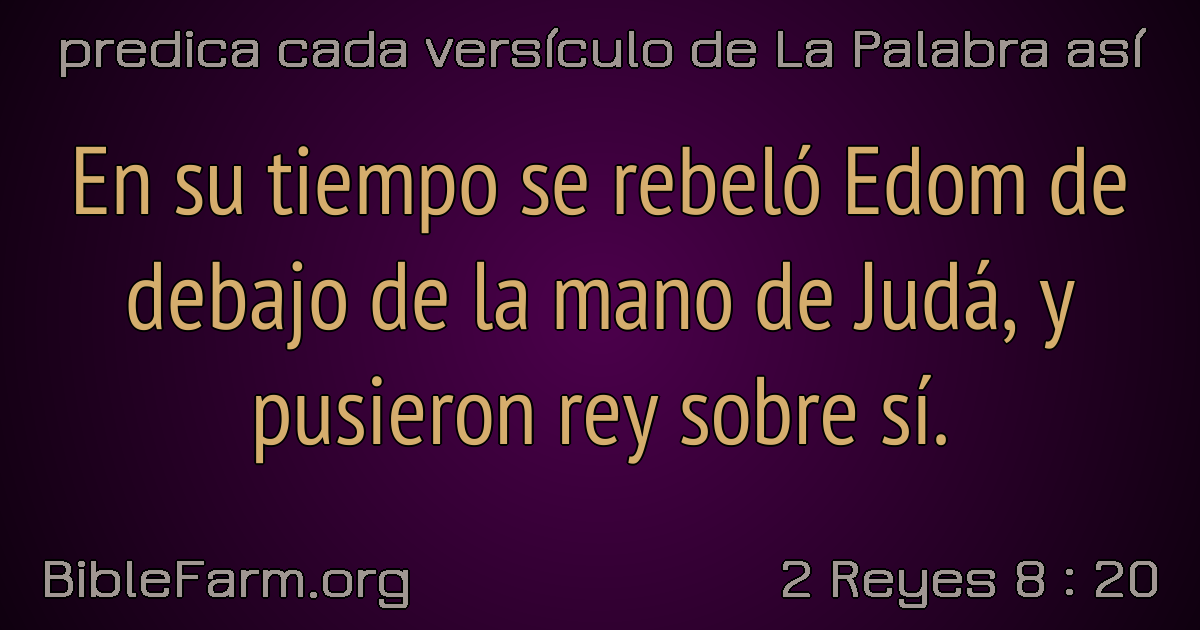 predica cada versículo de La Palabra así
En su tiempo se rebeló Edom de
debajo de la mano de Judá, y
pusieron rey sobre sí.
BibleFarm.org
2 Reyes 8 : 20